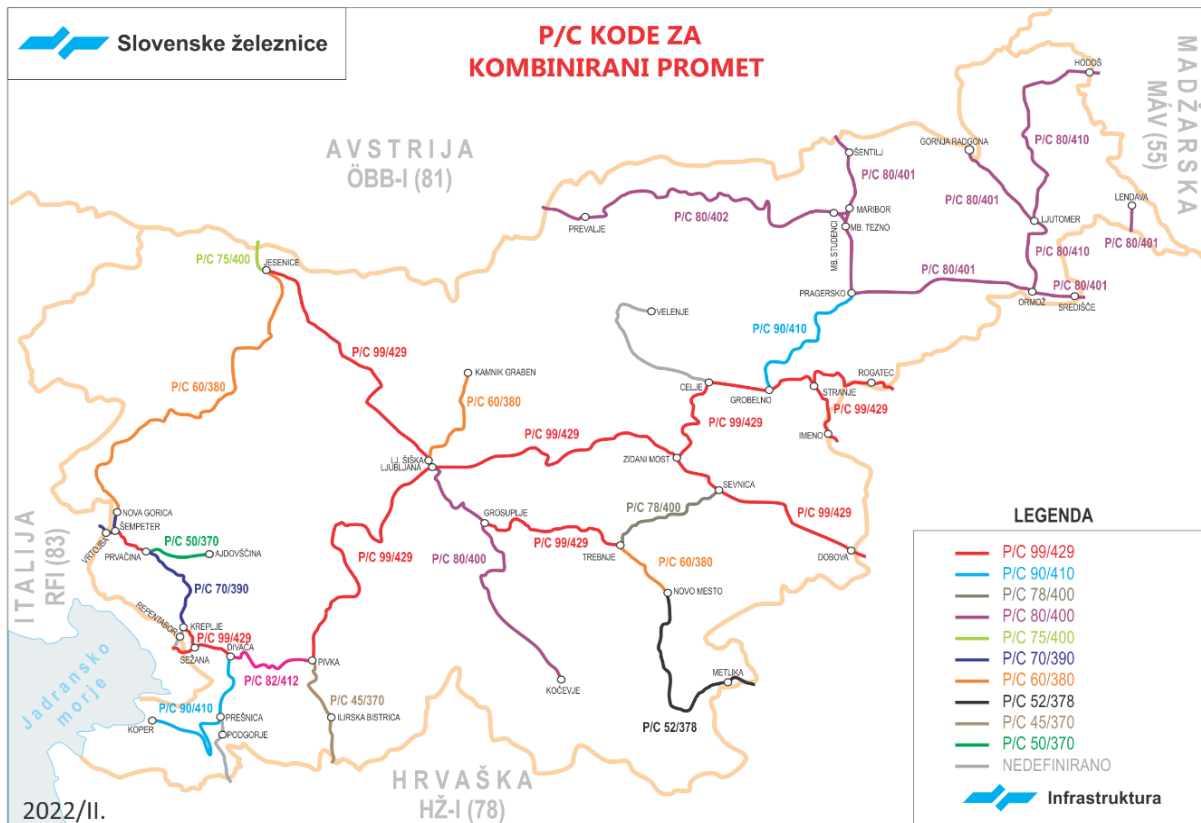 Slovenske železnice
P/C KODE ZA
KOMBINIRANI PROMET
MADŽARSKA
MÁV (55)
AVSTRIJA
ÖBB-I (81)
HODOŠ
P/C 80/410
GORNJA RADGONA
ŠENTILJ
P/C 80/401
P/C 80/401
LENDAVA
P/C 80/401
MARIBOR
P/C 80/402
PREVALJE
MB. TEZNO
MB. STUDENCI
LJUTOMER
P/C 80/410
P/C 80/401
P/C 80/401
PRAGERSKO
ORMOŽ
SREDIŠČE
P/C 75/400
JESENICE
VELENJE
P/C 90/410
P/C 99/429
KAMNIK GRABEN
P/C 60/380
P/C 60/380
CELJE
GROBELNO
ROGATEC
STRANJE
P/C 99/429
IMENO
P/C 99/429
P/C 99/429
LJ. ŠIŠKA
LJUBLJANA
ZIDANI MOST
SEVNICA
P/C 78/400
P/C 99/429
DOBOVA
NOVA GORICA
ŠEMPETER
VRTOJBA
PRVAČINA
P/C 50/370
AJDOVŠČINA
GROSUPLJE
P/C 99/429
TREBNJE
P/C 60/380
NOVO MESTO
P/C 99/429
P/C 80/400
ITALIJA
RFI (83)
P/C 70/390
REPENTABOR
KREPLJE
P/C 99/429
SEŽANA
DIVAČA
P/C 82/412
PIVKA
KOČEVJE
METLIKA
P/C 52/378
Jadransko
morje
P/C 90/410
KOPER
PREŠNICA
PODGORJE
P/C 45/370
ILIRSKA BISTRICA
HRVAŠKA
HŽ-I (78)
2022/II.
LEGENDA
P/C 99/429
P/C 90/410
P/C 78/400
P/C 80/400
P/C 75/400
P/C 70/390
P/C 60/380
P/C 52/378
P/C 45/370
P/C 50/370
NEDEFINIRANO
Infrastruktura